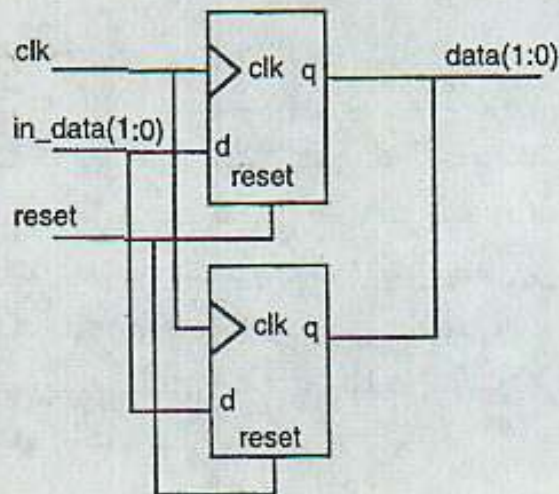 clk
clk q
data(1:0)
in_data(1:0)
d
reset
reset
clk q
d
reset